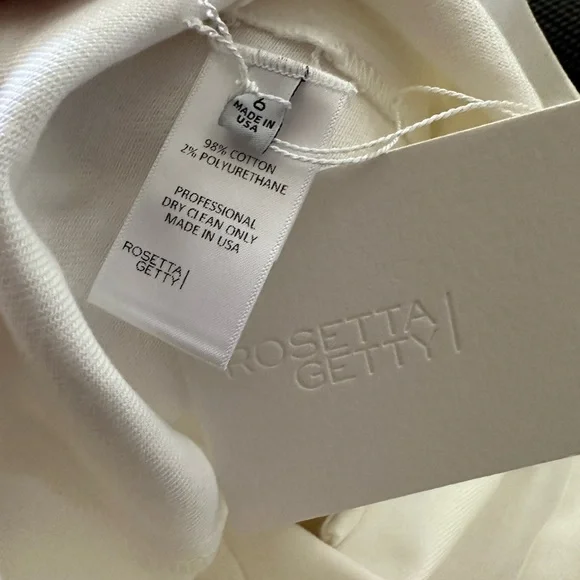 6
MADE IN
USA
98% COTTON
2% POLYURETHANE
PROFESSIONAL
DRY CLEAN ONLY
MADE IN USA
ROSETTA
GETTY
ROSETTA
GETTY